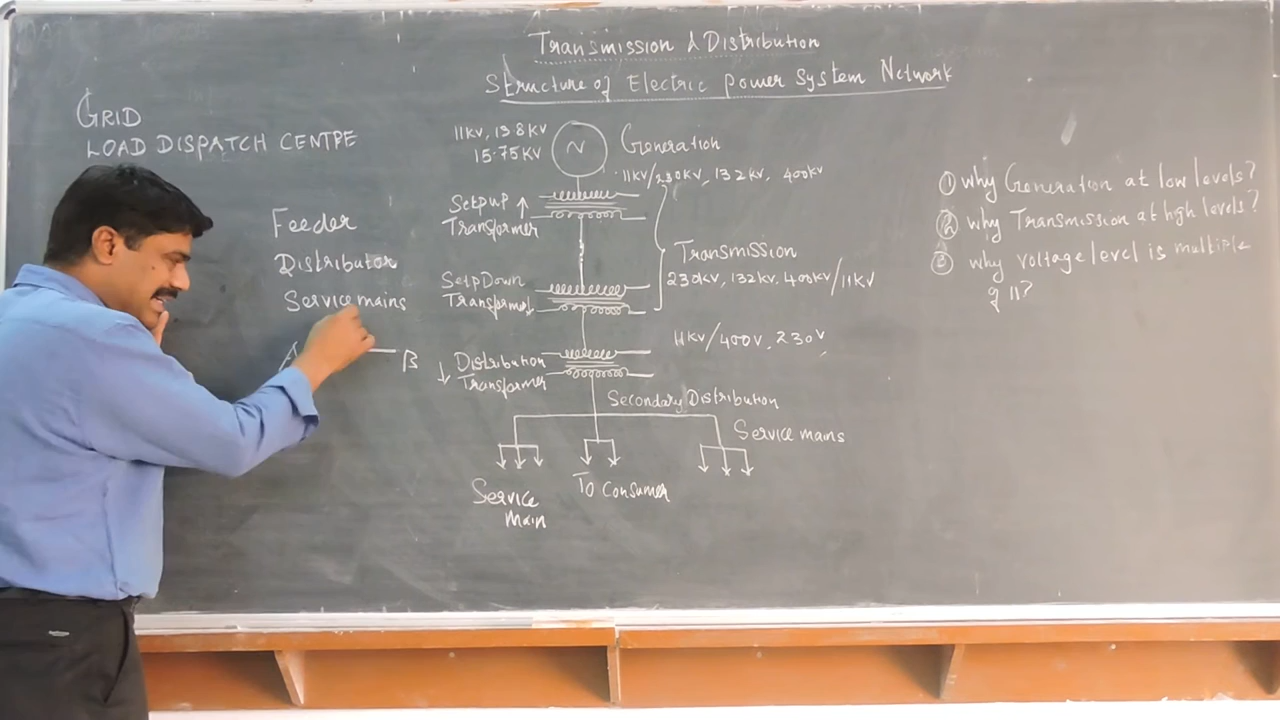 Transmission & Distribution
Structure of Electric Power System Network
GRID
LOAD DISPATCH CENTRE
11KV, 13.8KV
15.75KV
N
Generation
11KV/230KV, 132KV, 400KV
Setpup ↑
Transformer
Feeder
Distributor
Service mains
A
B
Transmission
230KV, 132KV, 400KV/11KV
SetpDown
Transformer↓
11KV/400V, 230V
↓ Distribution
Transformer
Secondary Distribution
Service mains
Service
main
To Consumer
① why Generation at low levels?
② why Transmission at high levels?
③ why voltage level is multiple
of 11?